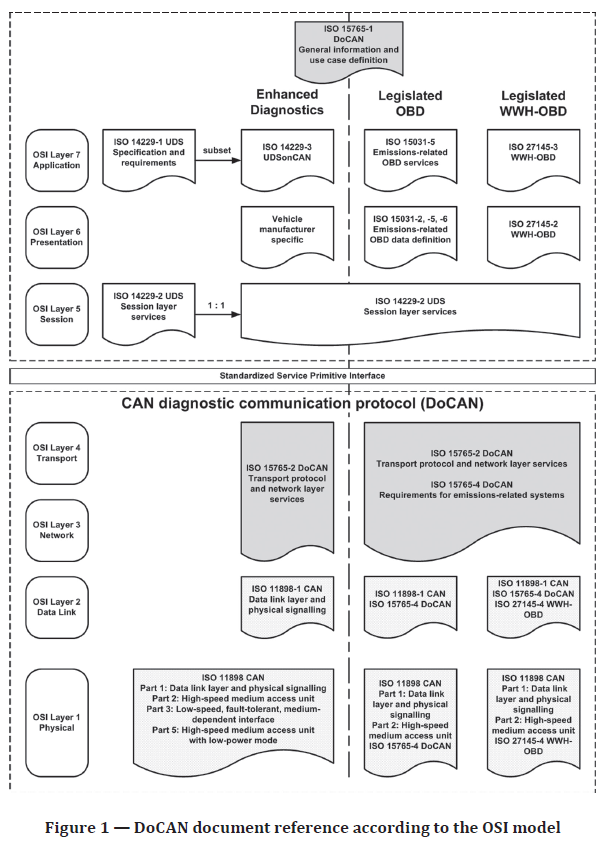 ISO 15765-1
DoCAN
General information and
use case definition
Enhanced
Diagnostics
Legislated
OBD
Legislated
WWH-OBD
OSI Layer 7
Application
ISO 14229-1 UDS
Specification and
requirements
subset
ISO 14229-3
UDSonCAN
ISO 15031-5
Emissions-related
OBD services
ISO 27145-3
WWH-OBD
OSI Layer 6
Presentation
Vehicle
manufacturer
specific
ISO 15031-2, -5, -6
Emissions-related
OBD data definition
ISO 27145-2
WWH-OBD
OSI Layer 5
Session
ISO 14229-2 UDS
Session layer
services
1 : 1
ISO 14229-2 UDS
Session layer services
Standardized Service Primitive Interface
CAN diagnostic communication protocol (DoCAN)
OSI Layer 4
Transport
ISO 15765-2 DoCAN
Transport protocol
and network layer
services
ISO 15765-2 DoCAN
Transport protocol and network layer services
ISO 15765-4 DoCAN
Requirements for emissions-related systems
OSI Layer 3
Network
OSI Layer 2
Data Link
ISO 11898-1 CAN
Data link layer and
physical signalling
ISO 11898-1 CAN
ISO 15765-4 DoCAN
ISO 11898-1 CAN
ISO 15765-4 DoCAN
ISO 27145-4 WWH-
OBD
OSI Layer 1
Physical
ISO 11898 CAN
Part 1: Data link layer and physical signalling
Part 2: High-speed medium access unit
Part 3: Low-speed, fault-tolerant, medium-
dependent interface
Part 5: High-speed medium access unit
with low-power mode
ISO 11898 CAN
Part 1: Data link
layer and physical
signalling
Part 2: High-speed
medium access unit
ISO 15765-4 DoCAN
ISO 11898 CAN
Part 1: Data link
layer and physical
signalling
Part 2: High-speed
medium access unit
ISO 27145-4 WWH-
OBD
Figure 1 — DoCAN document reference according to the OSI model